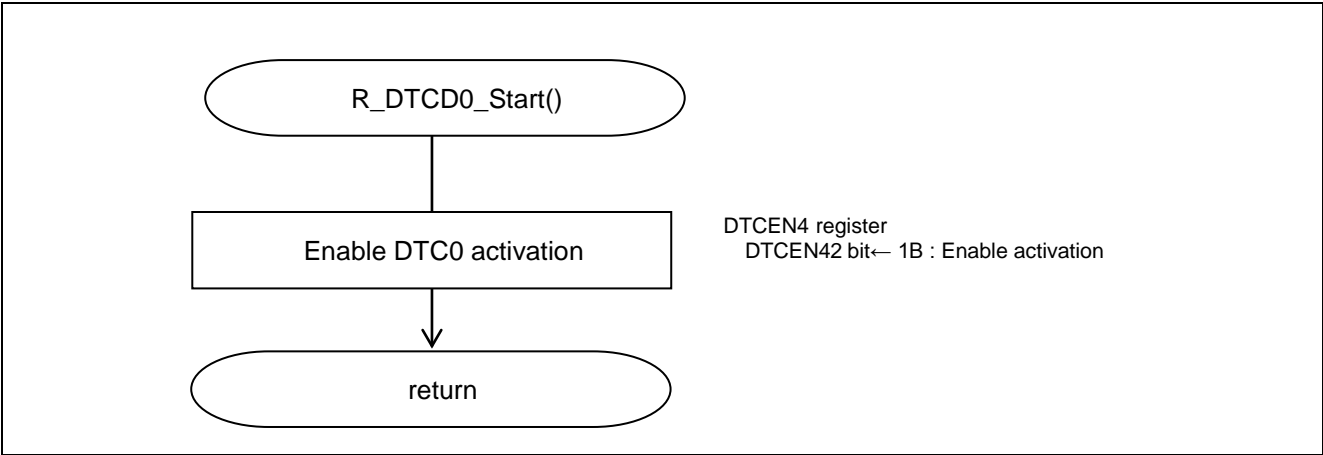 R_DTCD0_Start()
Enable DTC0 activation
DTCEN4 register
DTCEN42 bit← 1B : Enable activation
return